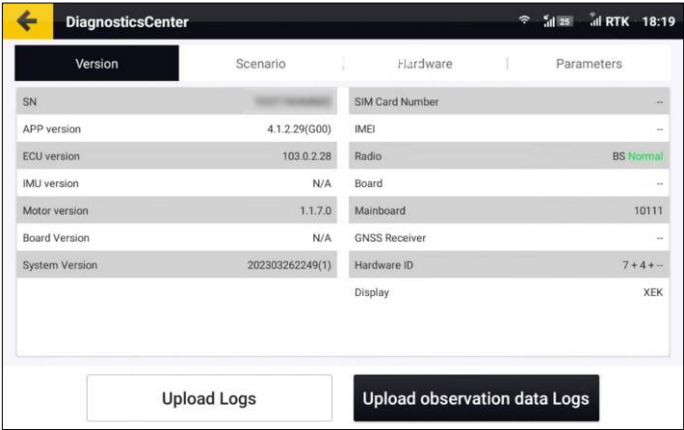 DiagnosticsCenter 25 RTK 18:19
Version Scenario Hardware Parameters
SN SIM Card Number --
APP version 4.1.2.29(G00) IMEI --
ECU version 103.0.2.28 Radio BS Normal
IMU version N/A Board --
Motor version 1.1.7.0 Mainboard 10111
Board Version N/A GNSS Receiver --
System Version 202303262249(1) Hardware ID 7+4+--
Display XEK
Upload Logs Upload observation data Logs